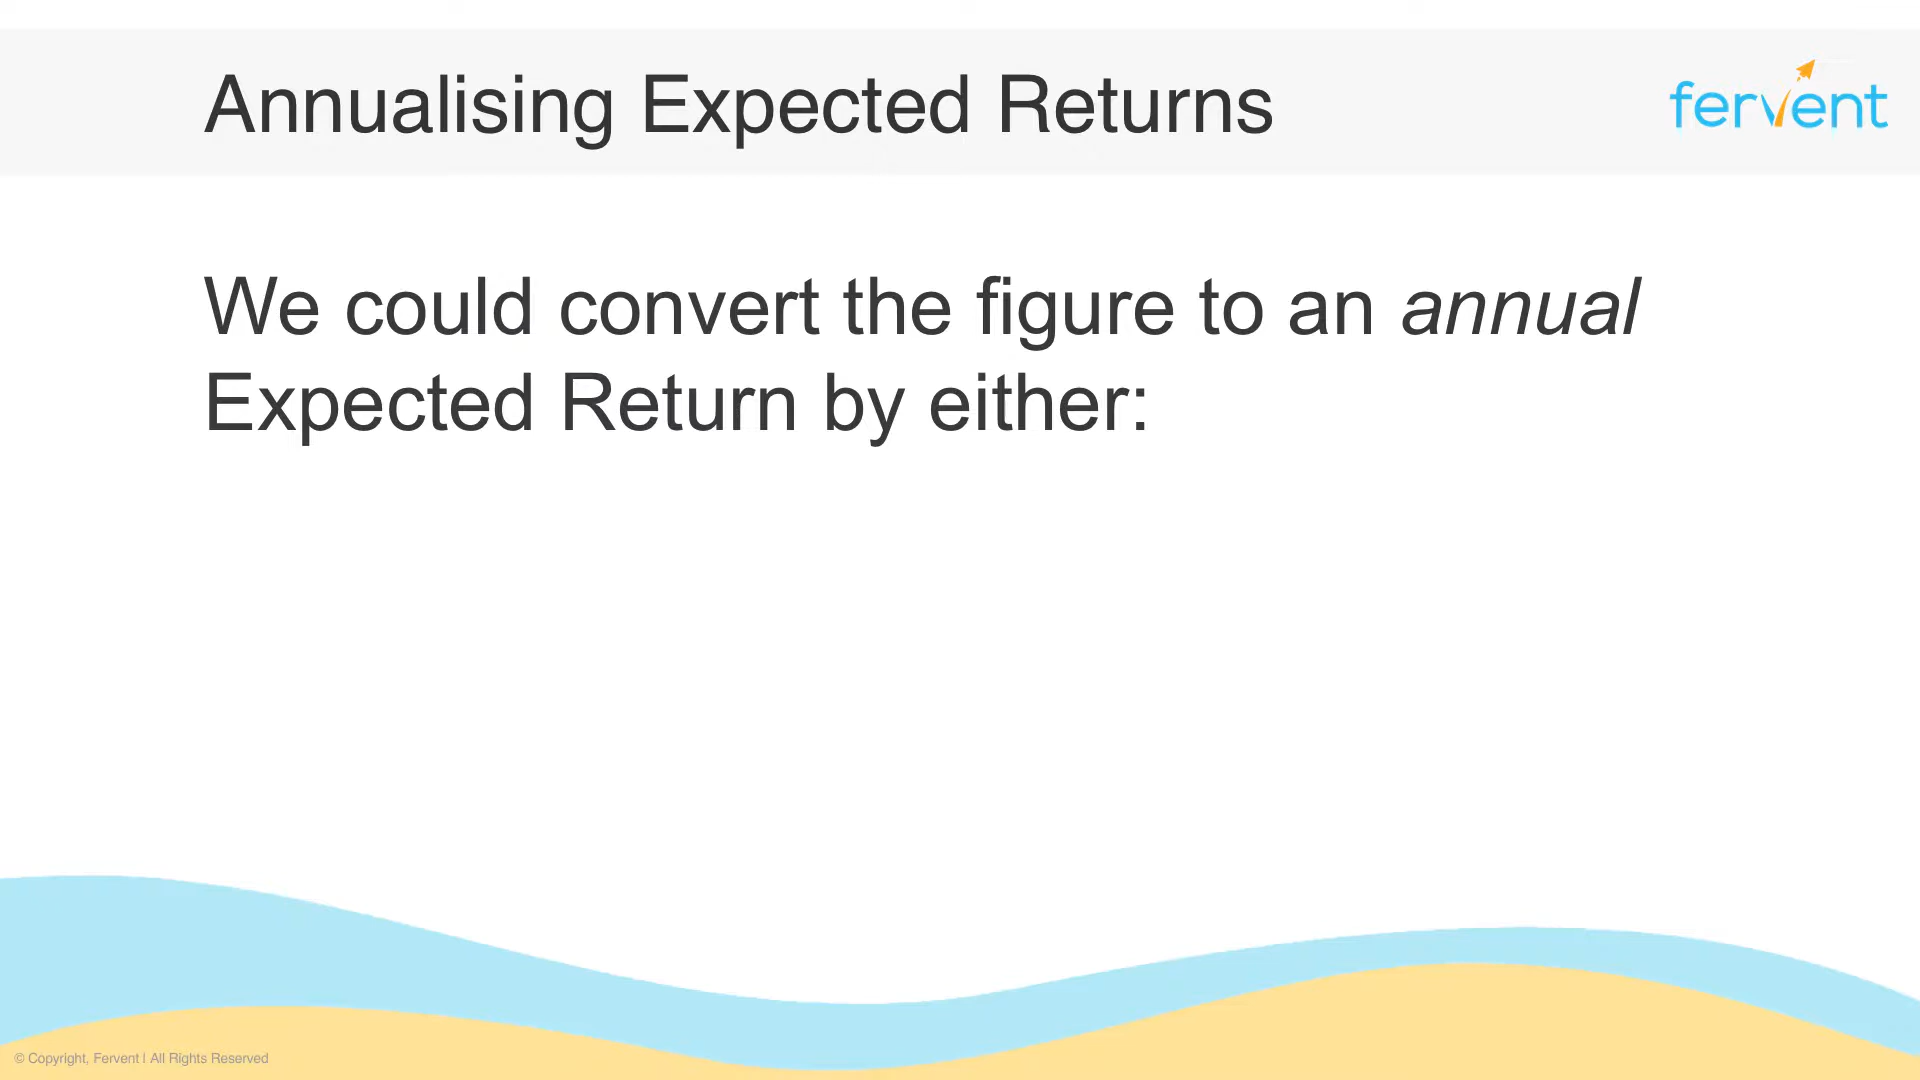 Annualising Expected Returns
fervent
We could convert the figure to an annual
Expected Return by either:
© Copyright, Fervent | All Rights Reserved